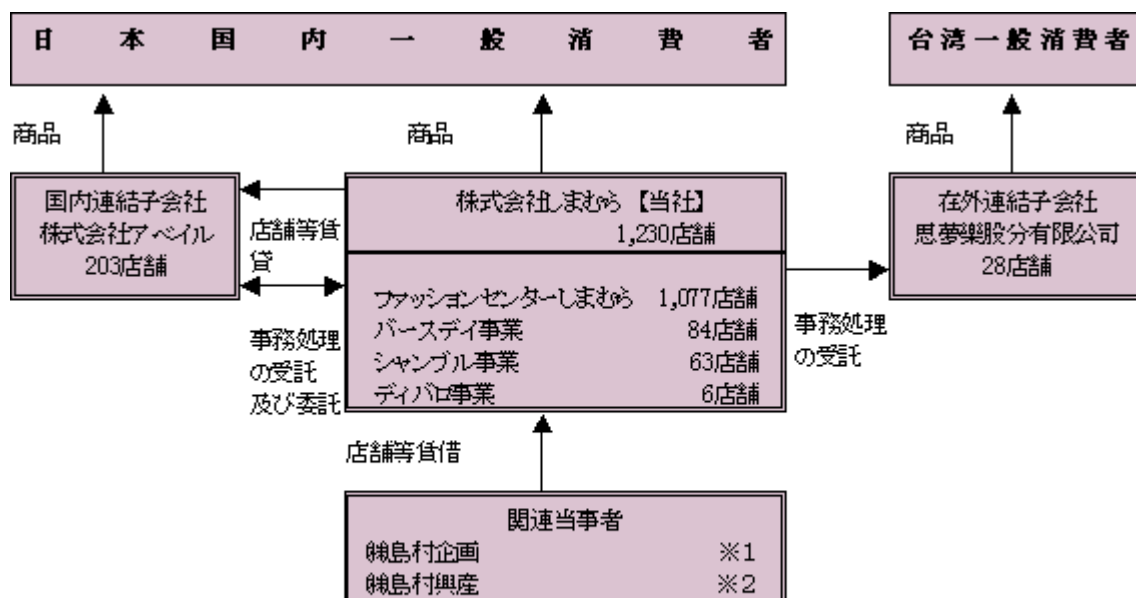 日本国内一般消費者
台湾一般消費者
商品
商品
商品
国内連結子会社
株式会社アベイル
203店舗
店舗等賃
貸
事務処理
の受託
及び委託
株式会社しまむら【当社】
1,230店舗
ファッションセンターしまむら 1,077店舗
バースデイ事業 84店舗
シャンブル事業 63店舗
ディバロ事業 6店舗
事務処理
の受託
在外連結子会社
思夢樂股分有限公司
28店舗
店舗等賃借
関連当事者
㈱島村企画 ※1
㈱島村興産 ※2